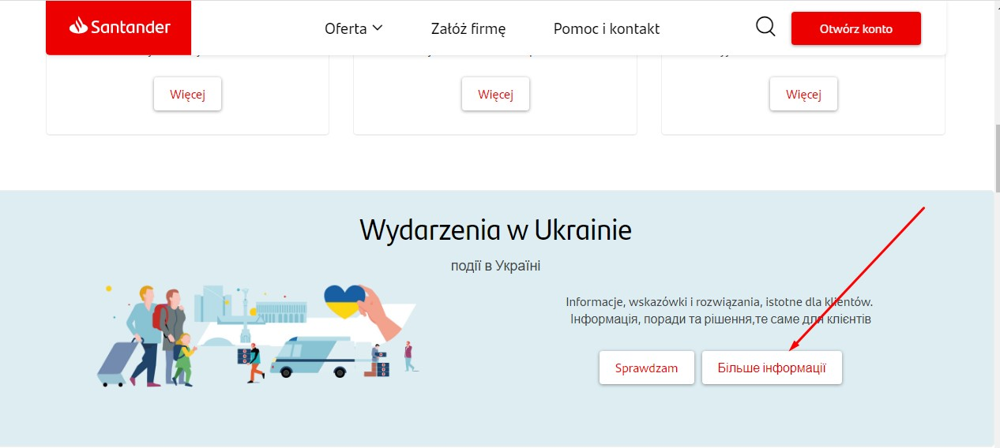 Santander
Oferta Załóż firmę Pomoc i kontakt Otwórz konto
Więcej Więcej Więcej
Wydarzenia w Ukrainie
події в Україні
Informacje, wskazówki i rozwiązania, istotne dla klientów.
Інформація, поради та рішення,те саме для клієнтів
Sprawdzam Більше інформації